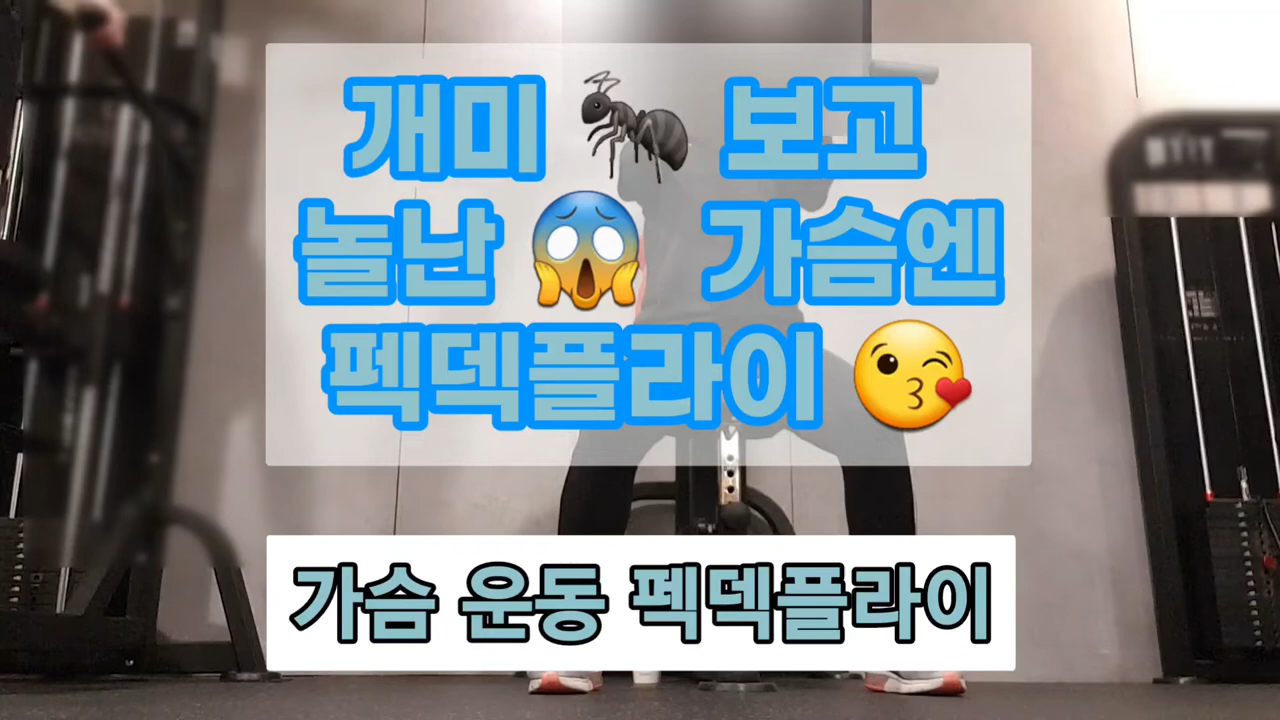 개미 🐜 보고
놀난 😱 가슴엔
펙덱플라이 😘
가슴 운동 펙덱플라이